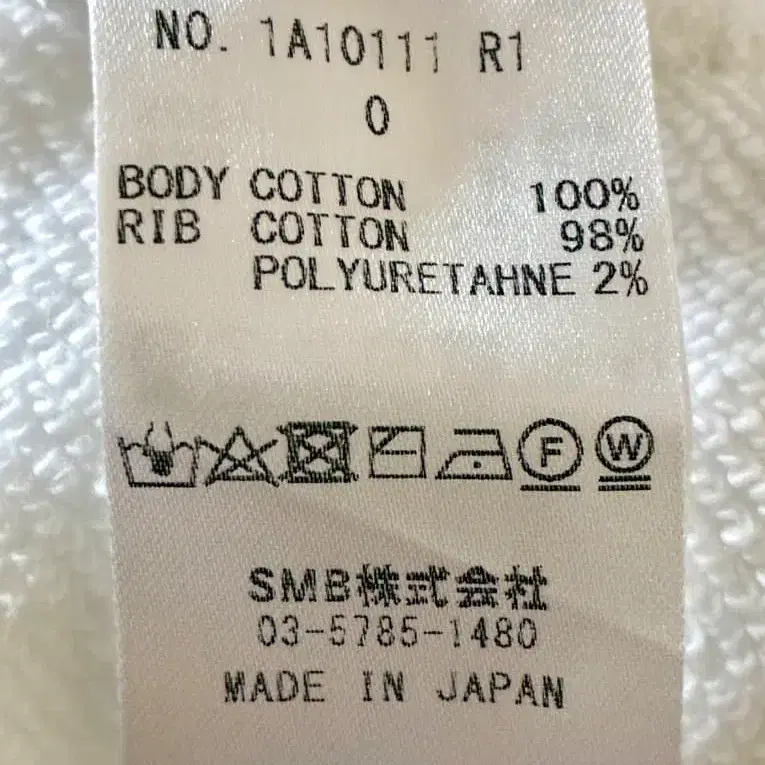 NO. 1A10111 R1
0
BODY COTTON 100%
RIB COTTON 98%
POLYURETAHNE 2%
F W
SMB株式会社
03-5785-1480
MADE IN JAPAN